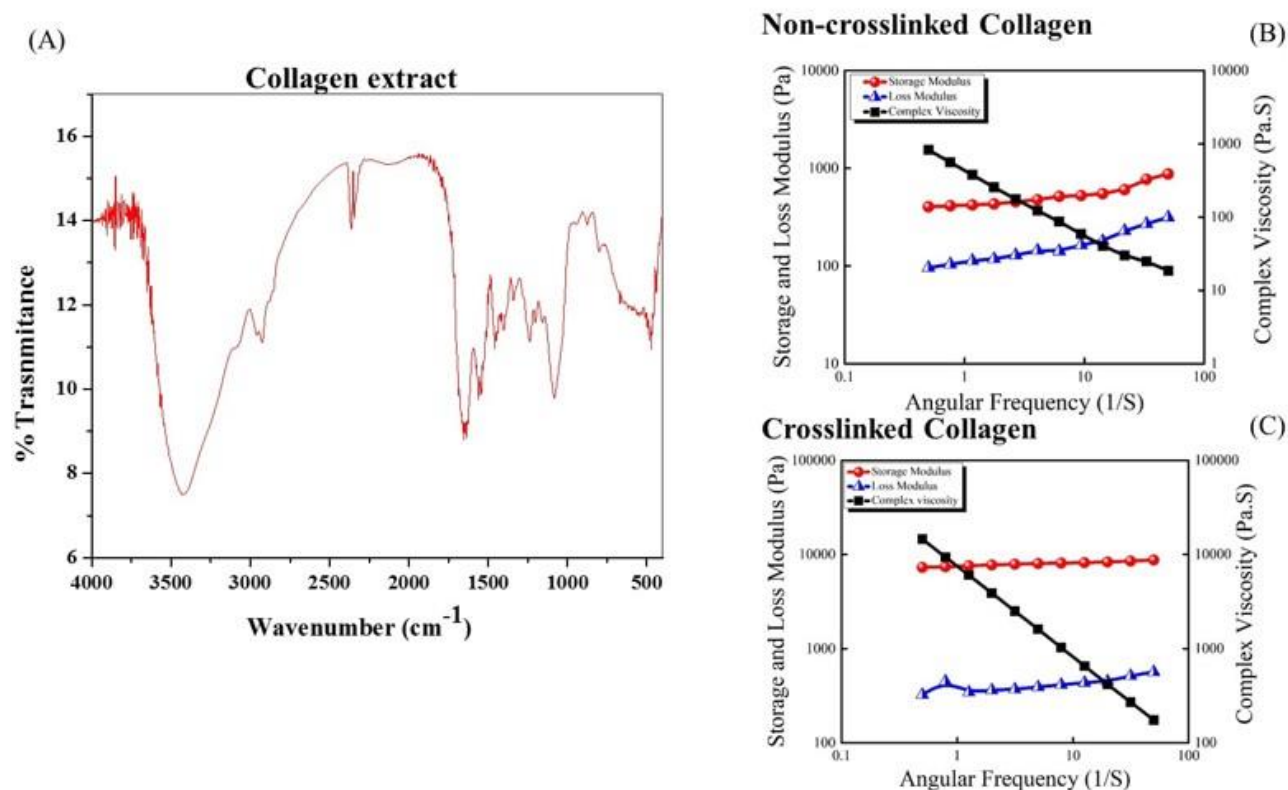 (A)
Collagen extract
% Trasnmitance
16
14
12
10
8
6
4000 3500 3000 2500 2000 1500 1000 500
Wavenumber (cm-1)
Non-crosslinked Collagen
(B)
Storage and Loss Modulus (Pa)
10000
1000
100
10
Storage Modulus
Loss Modulus
Complex Viscosity
10000
1000
100
10
1
Complex Viscosity (Pa.S)
0.1 1 10 100
Angular Frequency (1/S)
Crosslinked Collagen
(C)
Storage and Loss Modulus (Pa)
100000
10000
1000
100
Storage Modulus
Loss Modulus
Complex viscosity
100000
10000
1000
100
Complex Viscosity (Pa.S)
0.1 1 10 100
Angular Frequency (1/S)